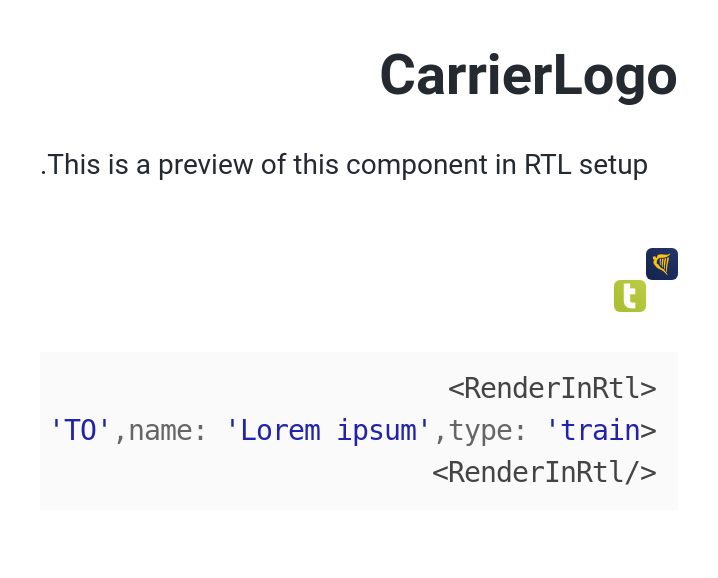 CarrierLogo
.This is a preview of this component in RTL setup
t
<RenderInRtl>
'TO',name: 'Lorem ipsum',type: 'train>
<RenderInRtl/>